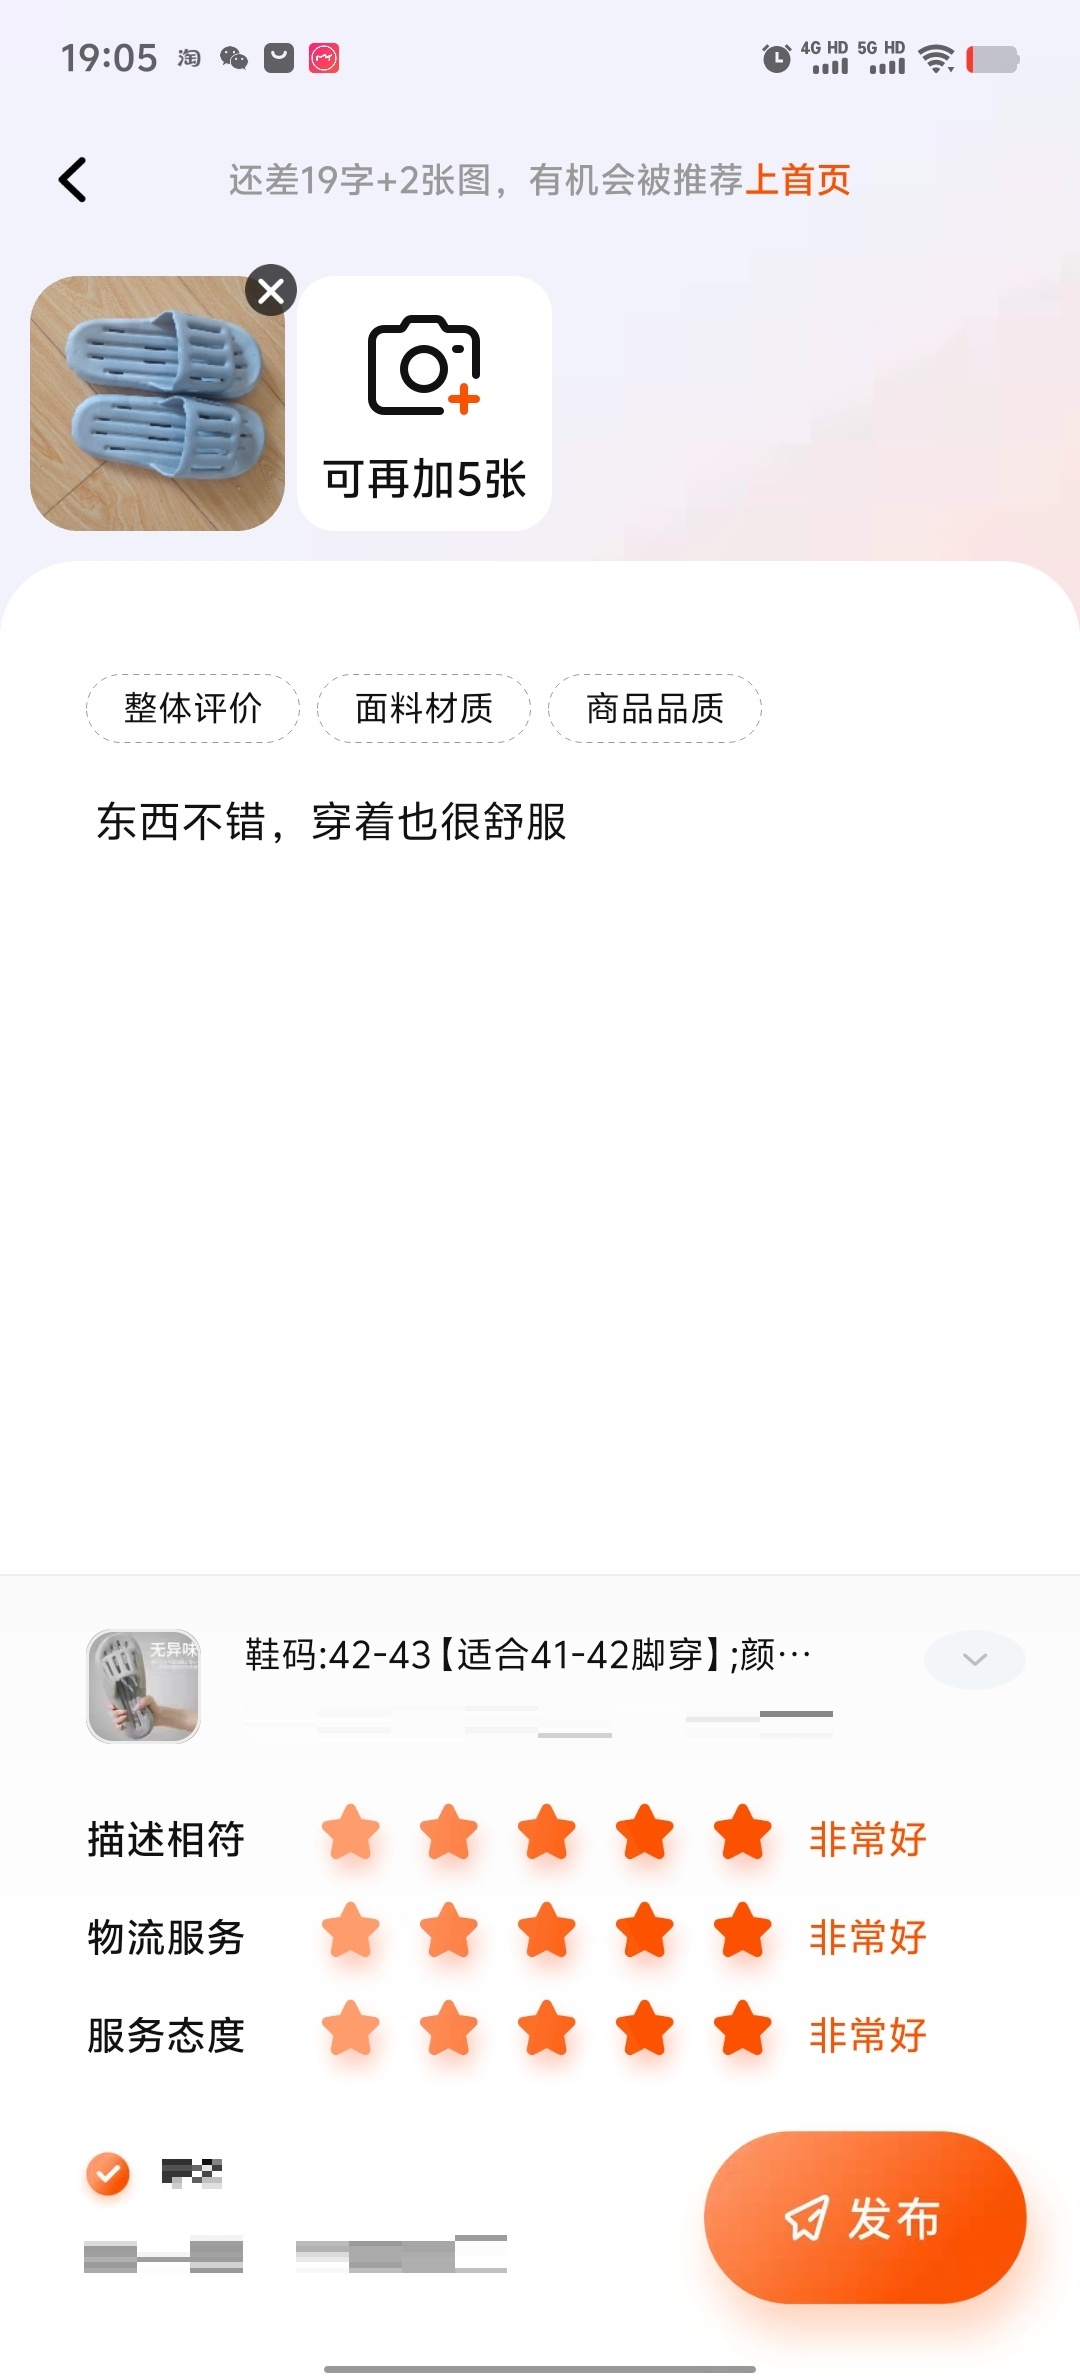 19:05 淘 4G HD 5G HD
还差19字+2张图，有机会被推荐上首页
可再加5张
整体评价 面料材质 商品品质
东西不错，穿着也很舒服
无异味
鞋码:42-43【适合41-42脚穿】;颜···
描述相符 非常好
物流服务 非常好
服务态度 非常好
发布